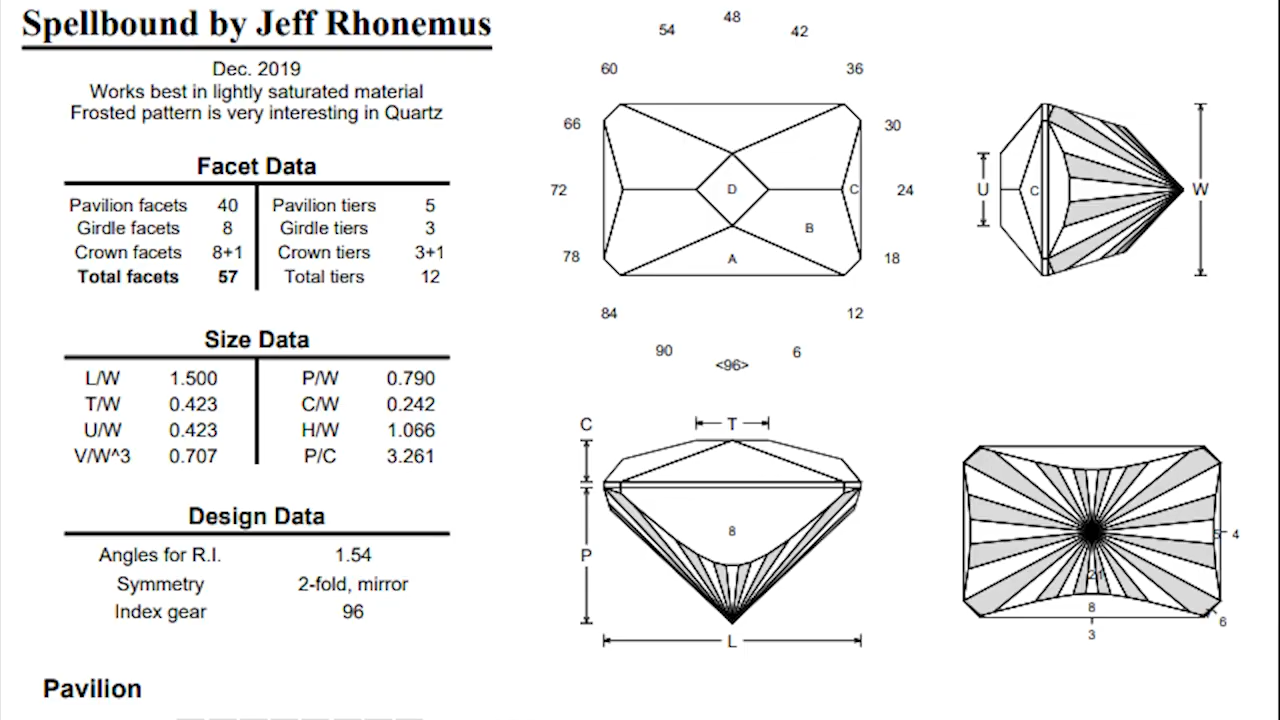 Spellbound by Jeff Rhonemus
Dec. 2019
Works best in lightly saturated material
Frosted pattern is very interesting in Quartz
Facet Data
Pavilion facets 40 Pavilion tiers 5
Girdle facets 8 Girdle tiers 3
Crown facets 8+1 Crown tiers 3+1
Total facets 57 Total tiers 12
Size Data
L/W 1.500 P/W 0.790
T/W 0.423 C/W 0.242
U/W 0.423 H/W 1.066
V/W^3 0.707 P/C 3.261
Design Data
Angles for R.I. 1.54
Symmetry 2-fold, mirror
Index gear 96
Pavilion
54 48 42
60 36
66 30
72 D C 24
B
78 A 18
84 12
90 <96> 6
U C W
C T
8
P
L
5 4
8
6
3